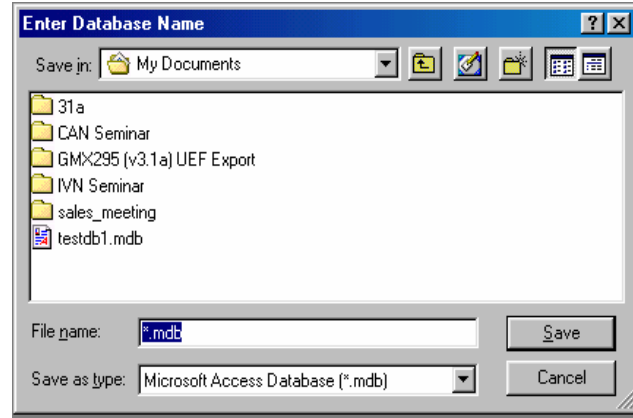 Enter Database Name
Save in: My Documents
31a
CAN Seminar
GMX295 (v3.1a) UEF Export
IVN Seminar
sales_meeting
testdb1.mdb
File name: *.mdb Save
Save as type: Microsoft Access Database (*.mdb) Cancel